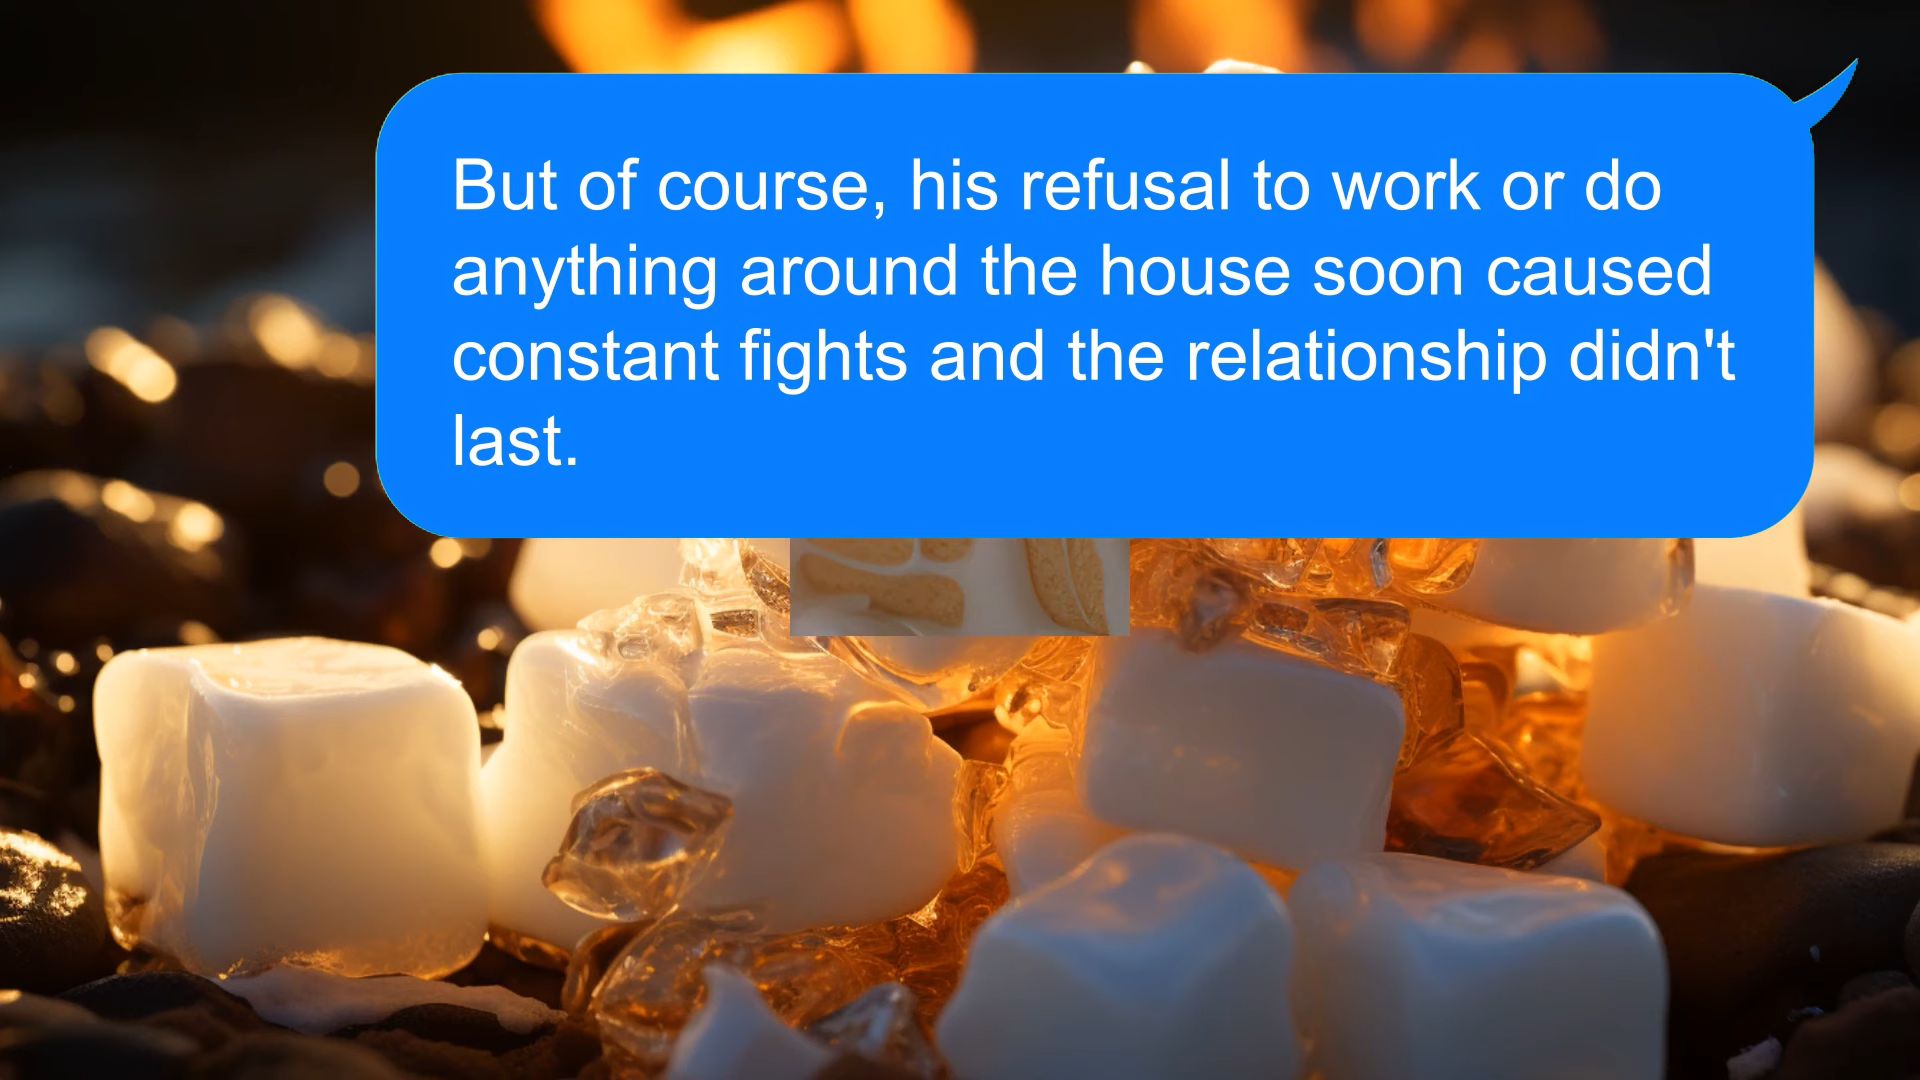 But of course, his refusal to work or do
anything around the house soon caused
constant fights and the relationship didn't
last.